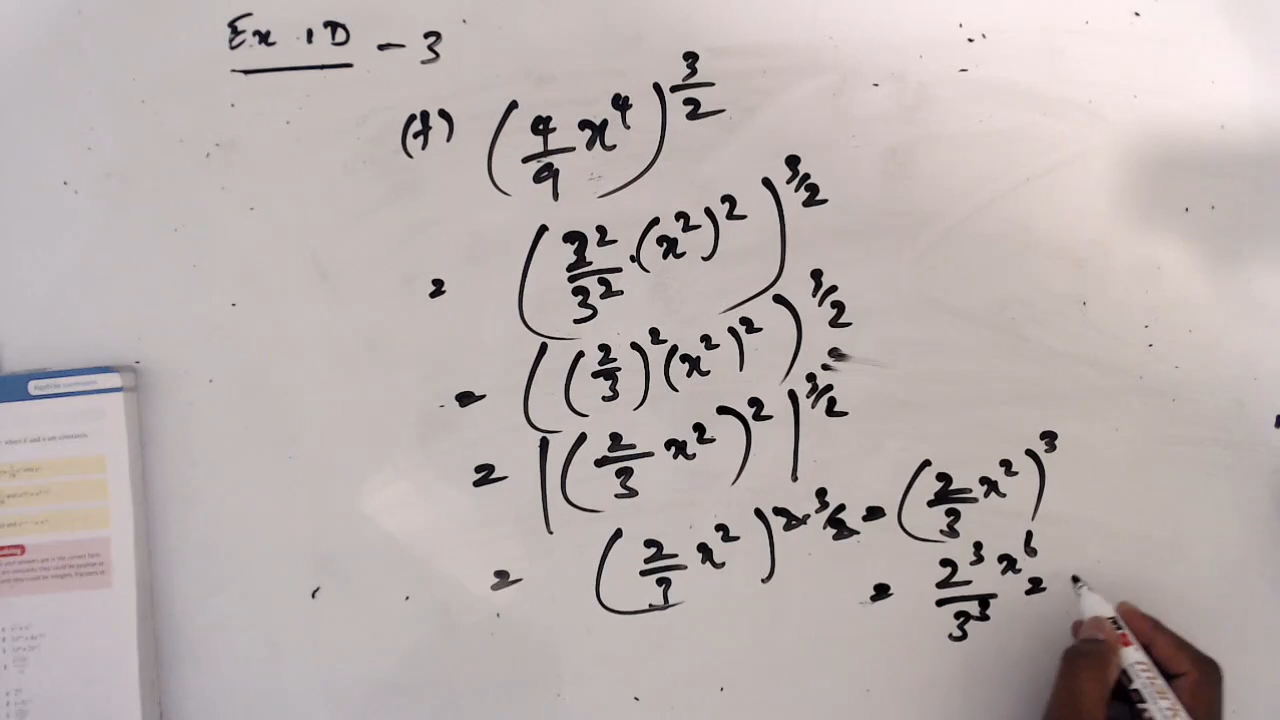 Ex 1D - 3
(f) (4/9 x^4)^3/2
= (2^2/3^2 . (x^2)^2)^3/2
= ((2/3)^2 (x^2)^2)^3/2
= ((2/3 x^2)^2)^3/2
= (2/3 x^2)^2·3/2 = (2/3 x^2)^3
= 2^3/3^3 x^6 =